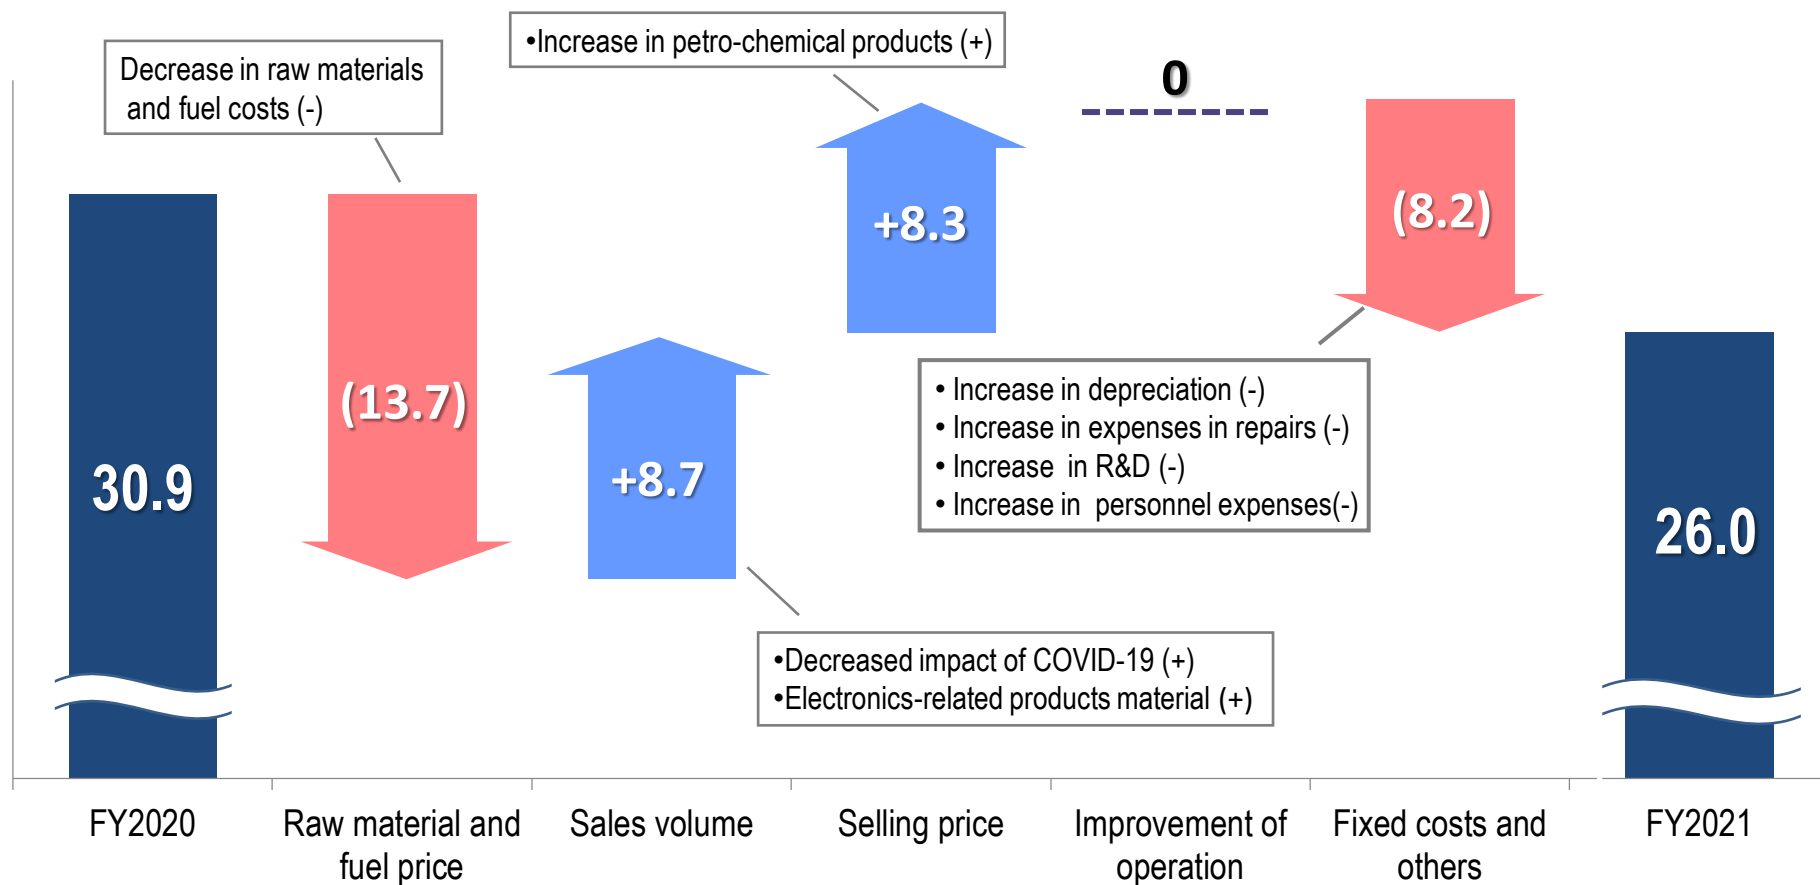 •Increase in petro-chemical products (+)
Decrease in raw materials
and fuel costs (-)
0
+8.3
(8.2)
(13.7)
• Increase in depreciation (-)
• Increase in expenses in repairs (-)
• Increase in R&D (-)
• Increase in personnel expenses(-)
30.9
+8.7
26.0
•Decreased impact of COVID-19 (+)
•Electronics-related products material (+)
FY2020
Raw material and
fuel price
Sales volume
Selling price
Improvement of
operation
Fixed costs and
others
FY2021